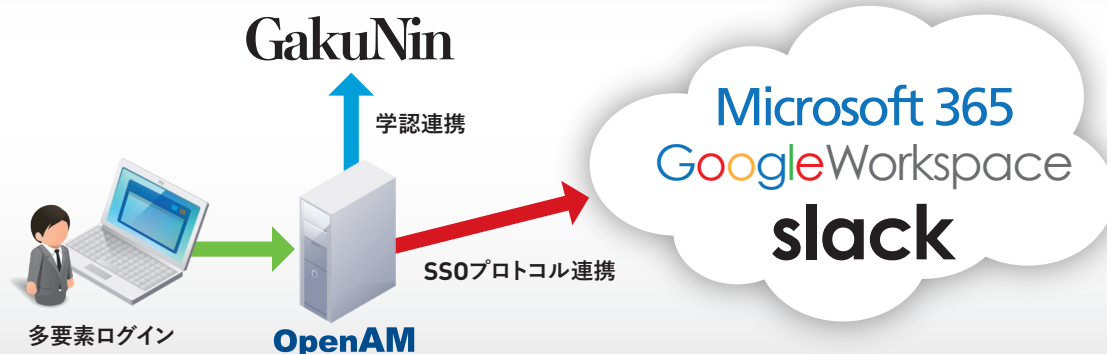 GakuNin
学認連携
Microsoft 365
GoogleWorkspace
slack
SSOプロトコル連携
多要素ログイン
OpenAM